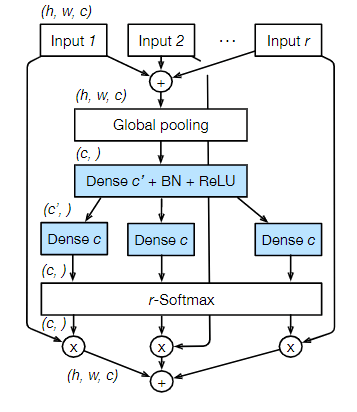 (h, w, c)
Input 1
Input 2
...
Input r
+
(h, w, c)
Global pooling
(c, )
Dense c' + BN + ReLU
(c', )
Dense c
Dense c
Dense c
(c, )
r-Softmax
(c, )
x
x
x
(h, w, c)
+